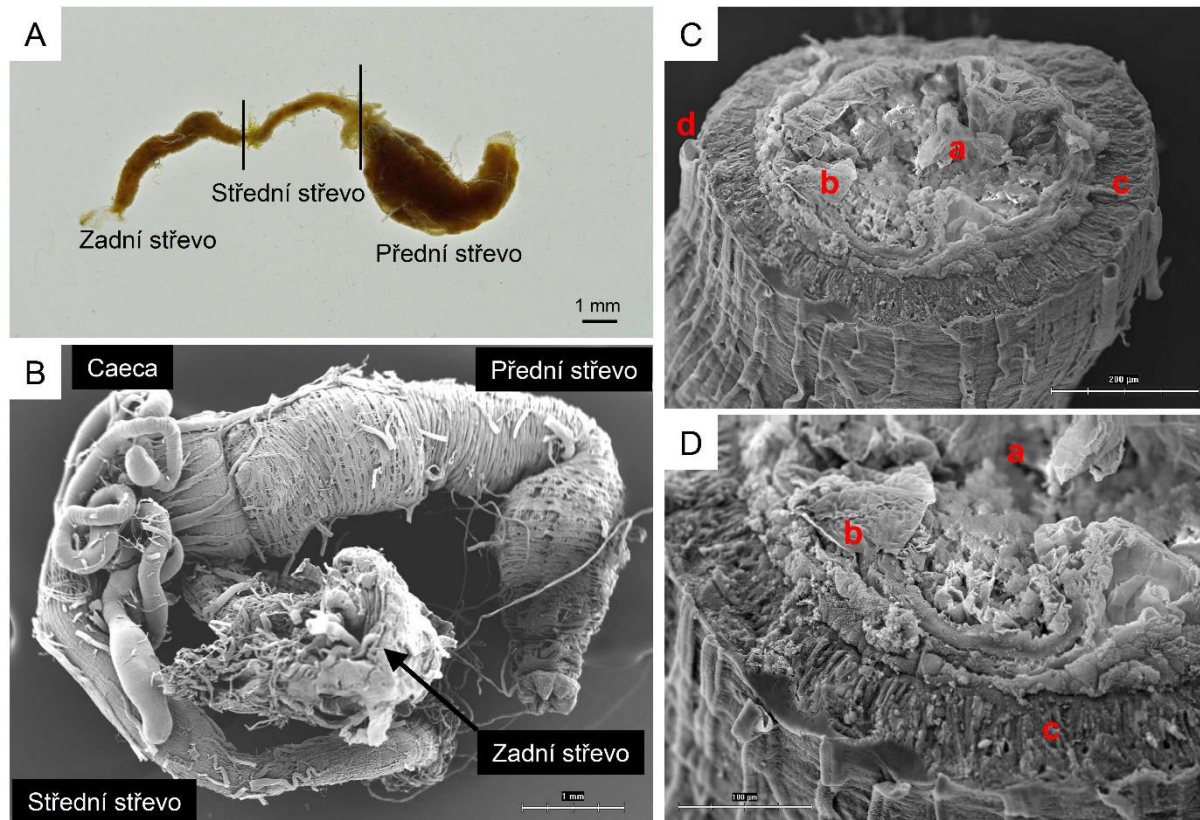 A
Střední střevo
Zadní střevo
Přední střevo
1 mm
B
Caeca
Přední střevo
Zadní střevo
Střední střevo
1 mm
C
d
a
b
c
200 µm
D
a
b
c
100 µm